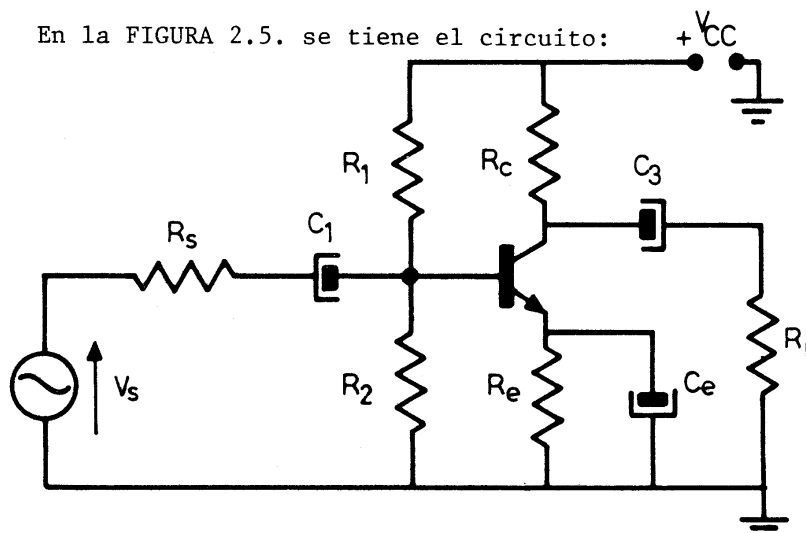 En la FIGURA 2.5. se tiene el circuito:
+VCC
R1
Rc
C3
Rs
C1
R2
Re
Ce
Vs